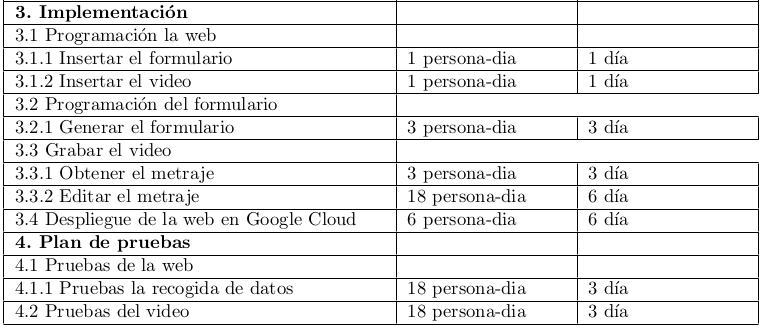 3. Implementación
3.1 Programación la web
3.1.1 Insertar el formulario 1 persona-dia 1 día
3.1.2 Insertar el video 1 persona-dia 1 día
3.2 Programación del formulario
3.2.1 Generar el formulario 3 persona-dia 3 día
3.3 Grabar el video
3.3.1 Obtener el metraje 3 persona-dia 3 día
3.3.2 Editar el metraje 18 persona-dia 6 día
3.4 Despliegue de la web en Google Cloud 6 persona-dia 6 día
4. Plan de pruebas
4.1 Pruebas de la web
4.1.1 Pruebas la recogida de datos 18 persona-dia 3 día
4.2 Pruebas del video 18 persona-dia 3 día